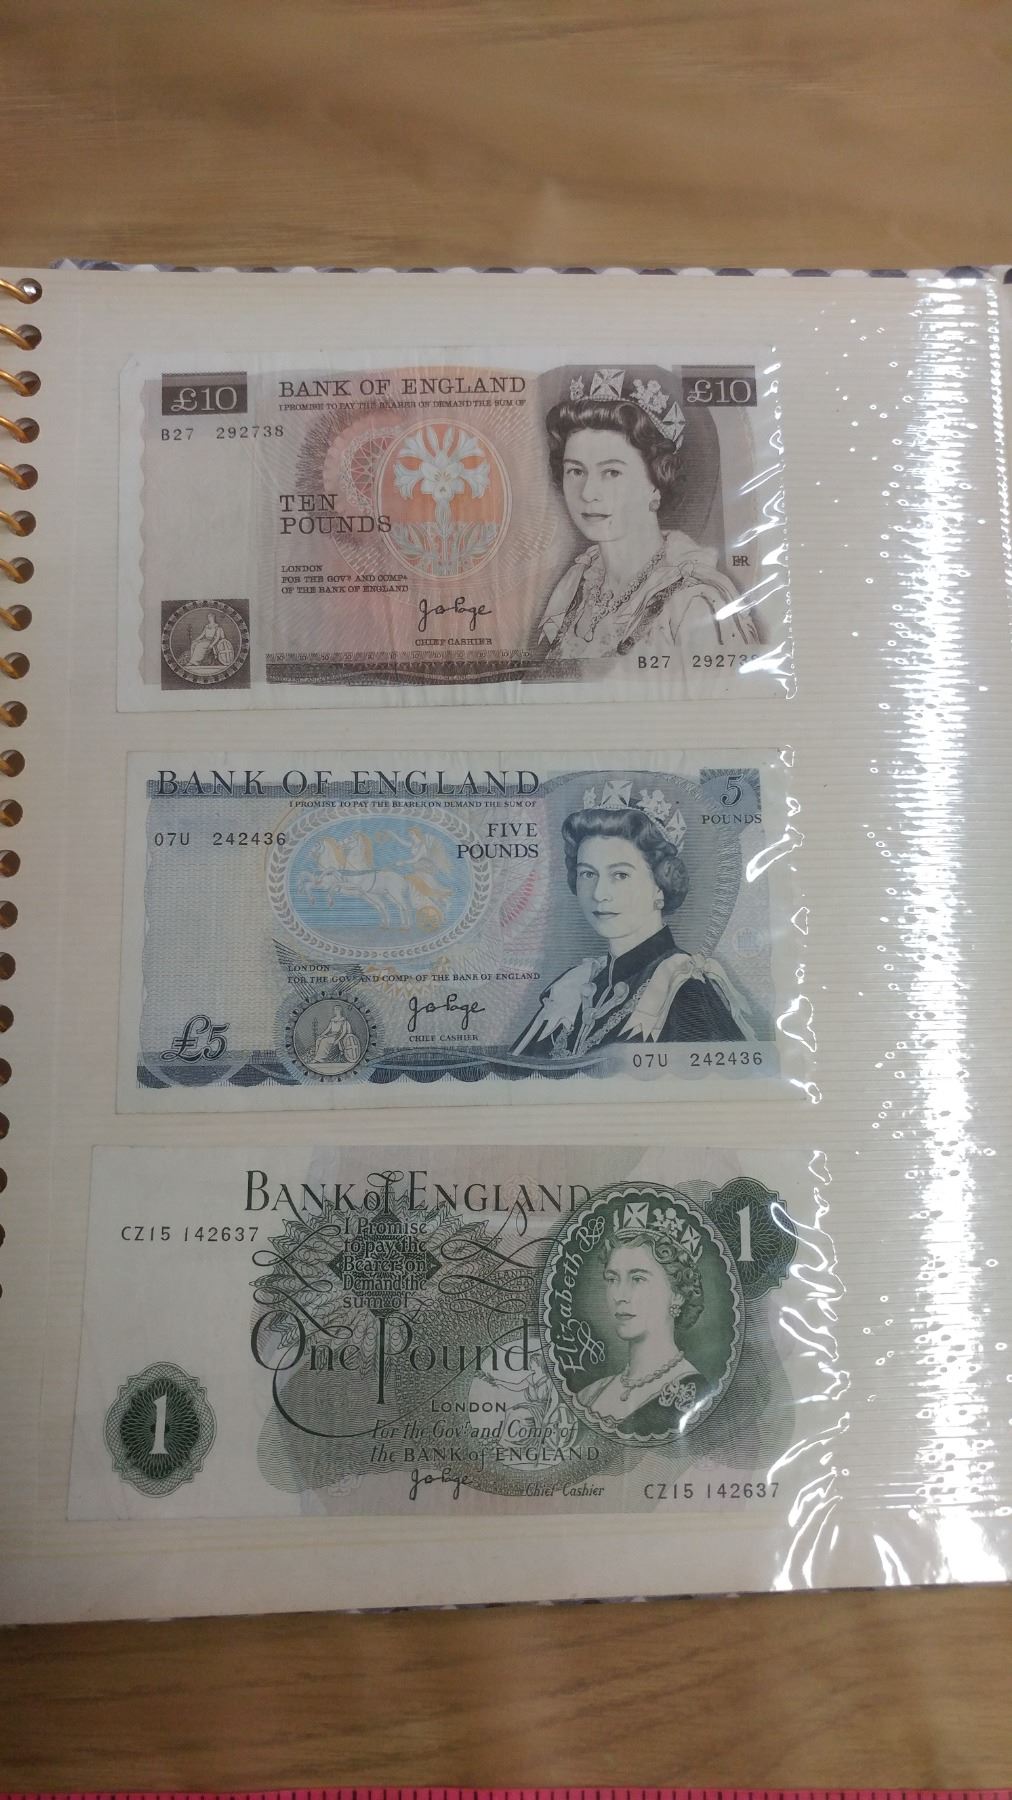 £10
BANK OF ENGLAND
£10
I PROMISE TO PAY THE BEARER ON DEMAND THE SUM OF
B27 292738
TEN
POUNDS
LONDON
FOR THE GOVR AND COMPA
OF THE BANK OF ENGLAND
ER
J.B. Page
CHIEF CASHIER
B27 292738
BANK OF ENGLAND
I PROMISE TO PAY THE BEARER ON DEMAND THE SUM OF
5
POUNDS
07U 242436
FIVE
POUNDS
LONDON
FOR THE GOVR AND COMPA OF THE BANK OF ENGLAND
J.B. Page
CHIEF CASHIER
£5
07U 242436
BANK of ENGLAND
CZ15 142637
I Promise
to pay the
Bearer on
Demand the
sum of
One Pound
Elizabeth R
1
1
LONDON
For the Govr and Compa of
the BANK of ENGLAND
J.B. Page
Chief Cashier
CZ15 142637